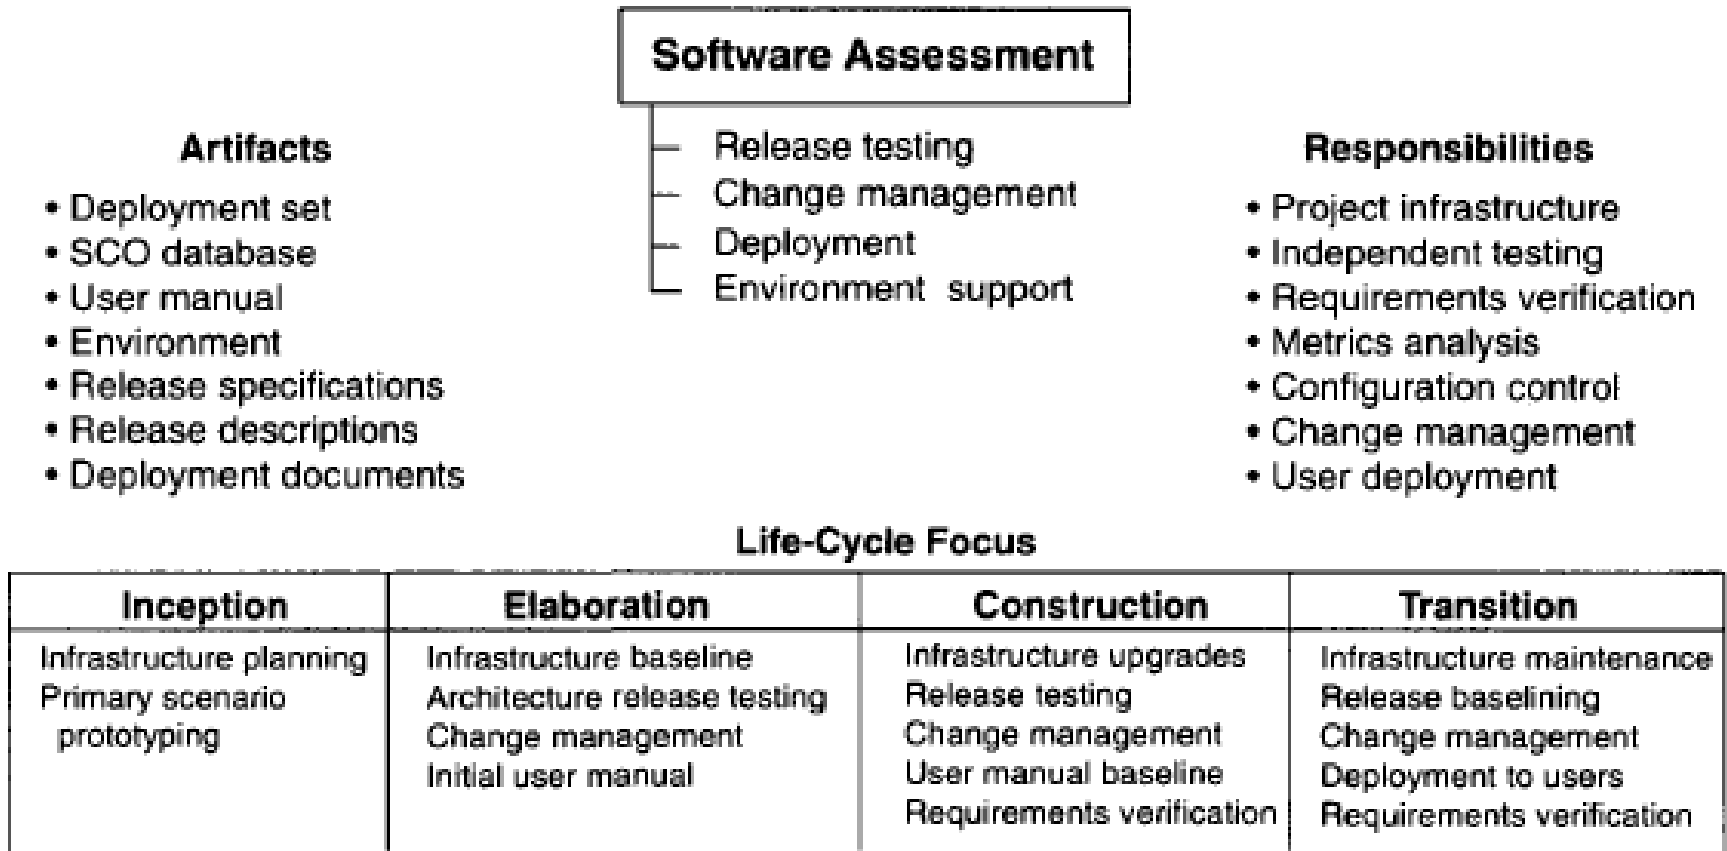 Software Assessment
Release testing
Change management
Deployment
Environment support
Artifacts
• Deployment set
• SCO database
• User manual
• Environment
• Release specifications
• Release descriptions
• Deployment documents
Responsibilities
• Project infrastructure
• Independent testing
• Requirements verification
• Metrics analysis
• Configuration control
• Change management
• User deployment
Life-Cycle Focus
Inception
Infrastructure planning
Primary scenario
prototyping
Elaboration
Infrastructure baseline
Architecture release testing
Change management
Initial user manual
Construction
Infrastructure upgrades
Release testing
Change management
User manual baseline
Requirements verification
Transition
Infrastructure maintenance
Release baselining
Change management
Deployment to users
Requirements verification